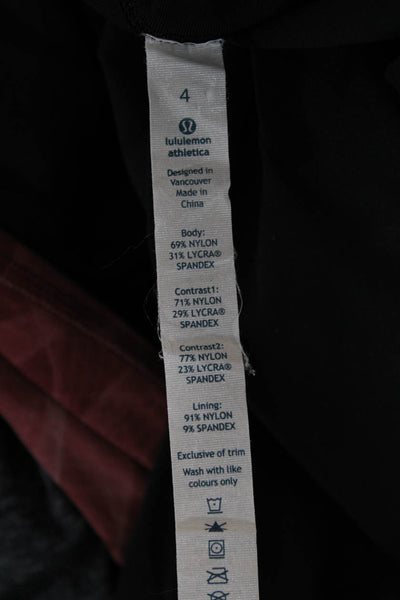 4
lululemon
athletica
Designed in
Vancouver
Made in
China
Body:
69% NYLON
31% LYCRA®
SPANDEX
Contrast1:
71% NYLON
29% LYCRA®
SPANDEX
Contrast2:
77% NYLON
23% LYCRA®
SPANDEX
Lining:
91% NYLON
9% SPANDEX
Exclusive of trim
Wash with like
colours only